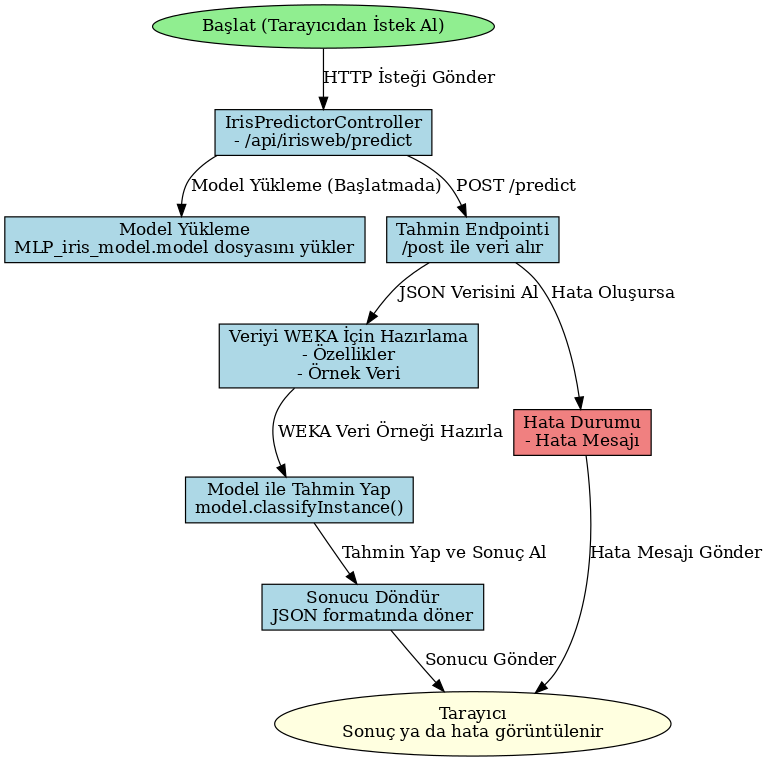 Başlat (Tarayıcıdan İstek Al)
HTTP İsteği Gönder
IrisPredictorController
- /api/irisweb/predict
Model Yükleme (Başlatmada)
POST /predict
Model Yükleme
MLP_iris_model.model dosyasını yükler
Tahmin Endpointi
/post ile veri alır
JSON Verisini Al
Hata Oluşursa
Veriyi WEKA İçin Hazırlama
- Özellikler
- Örnek Veri
Hata Durumu
- Hata Mesajı
WEKA Veri Örneği Hazırla
Model ile Tahmin Yap
model.classifyInstance()
Tahmin Yap ve Sonuç Al
Hata Mesajı Gönder
Sonucu Döndür
JSON formatında döner
Sonucu Gönder
Tarayıcı
Sonuç ya da hata görüntülenir